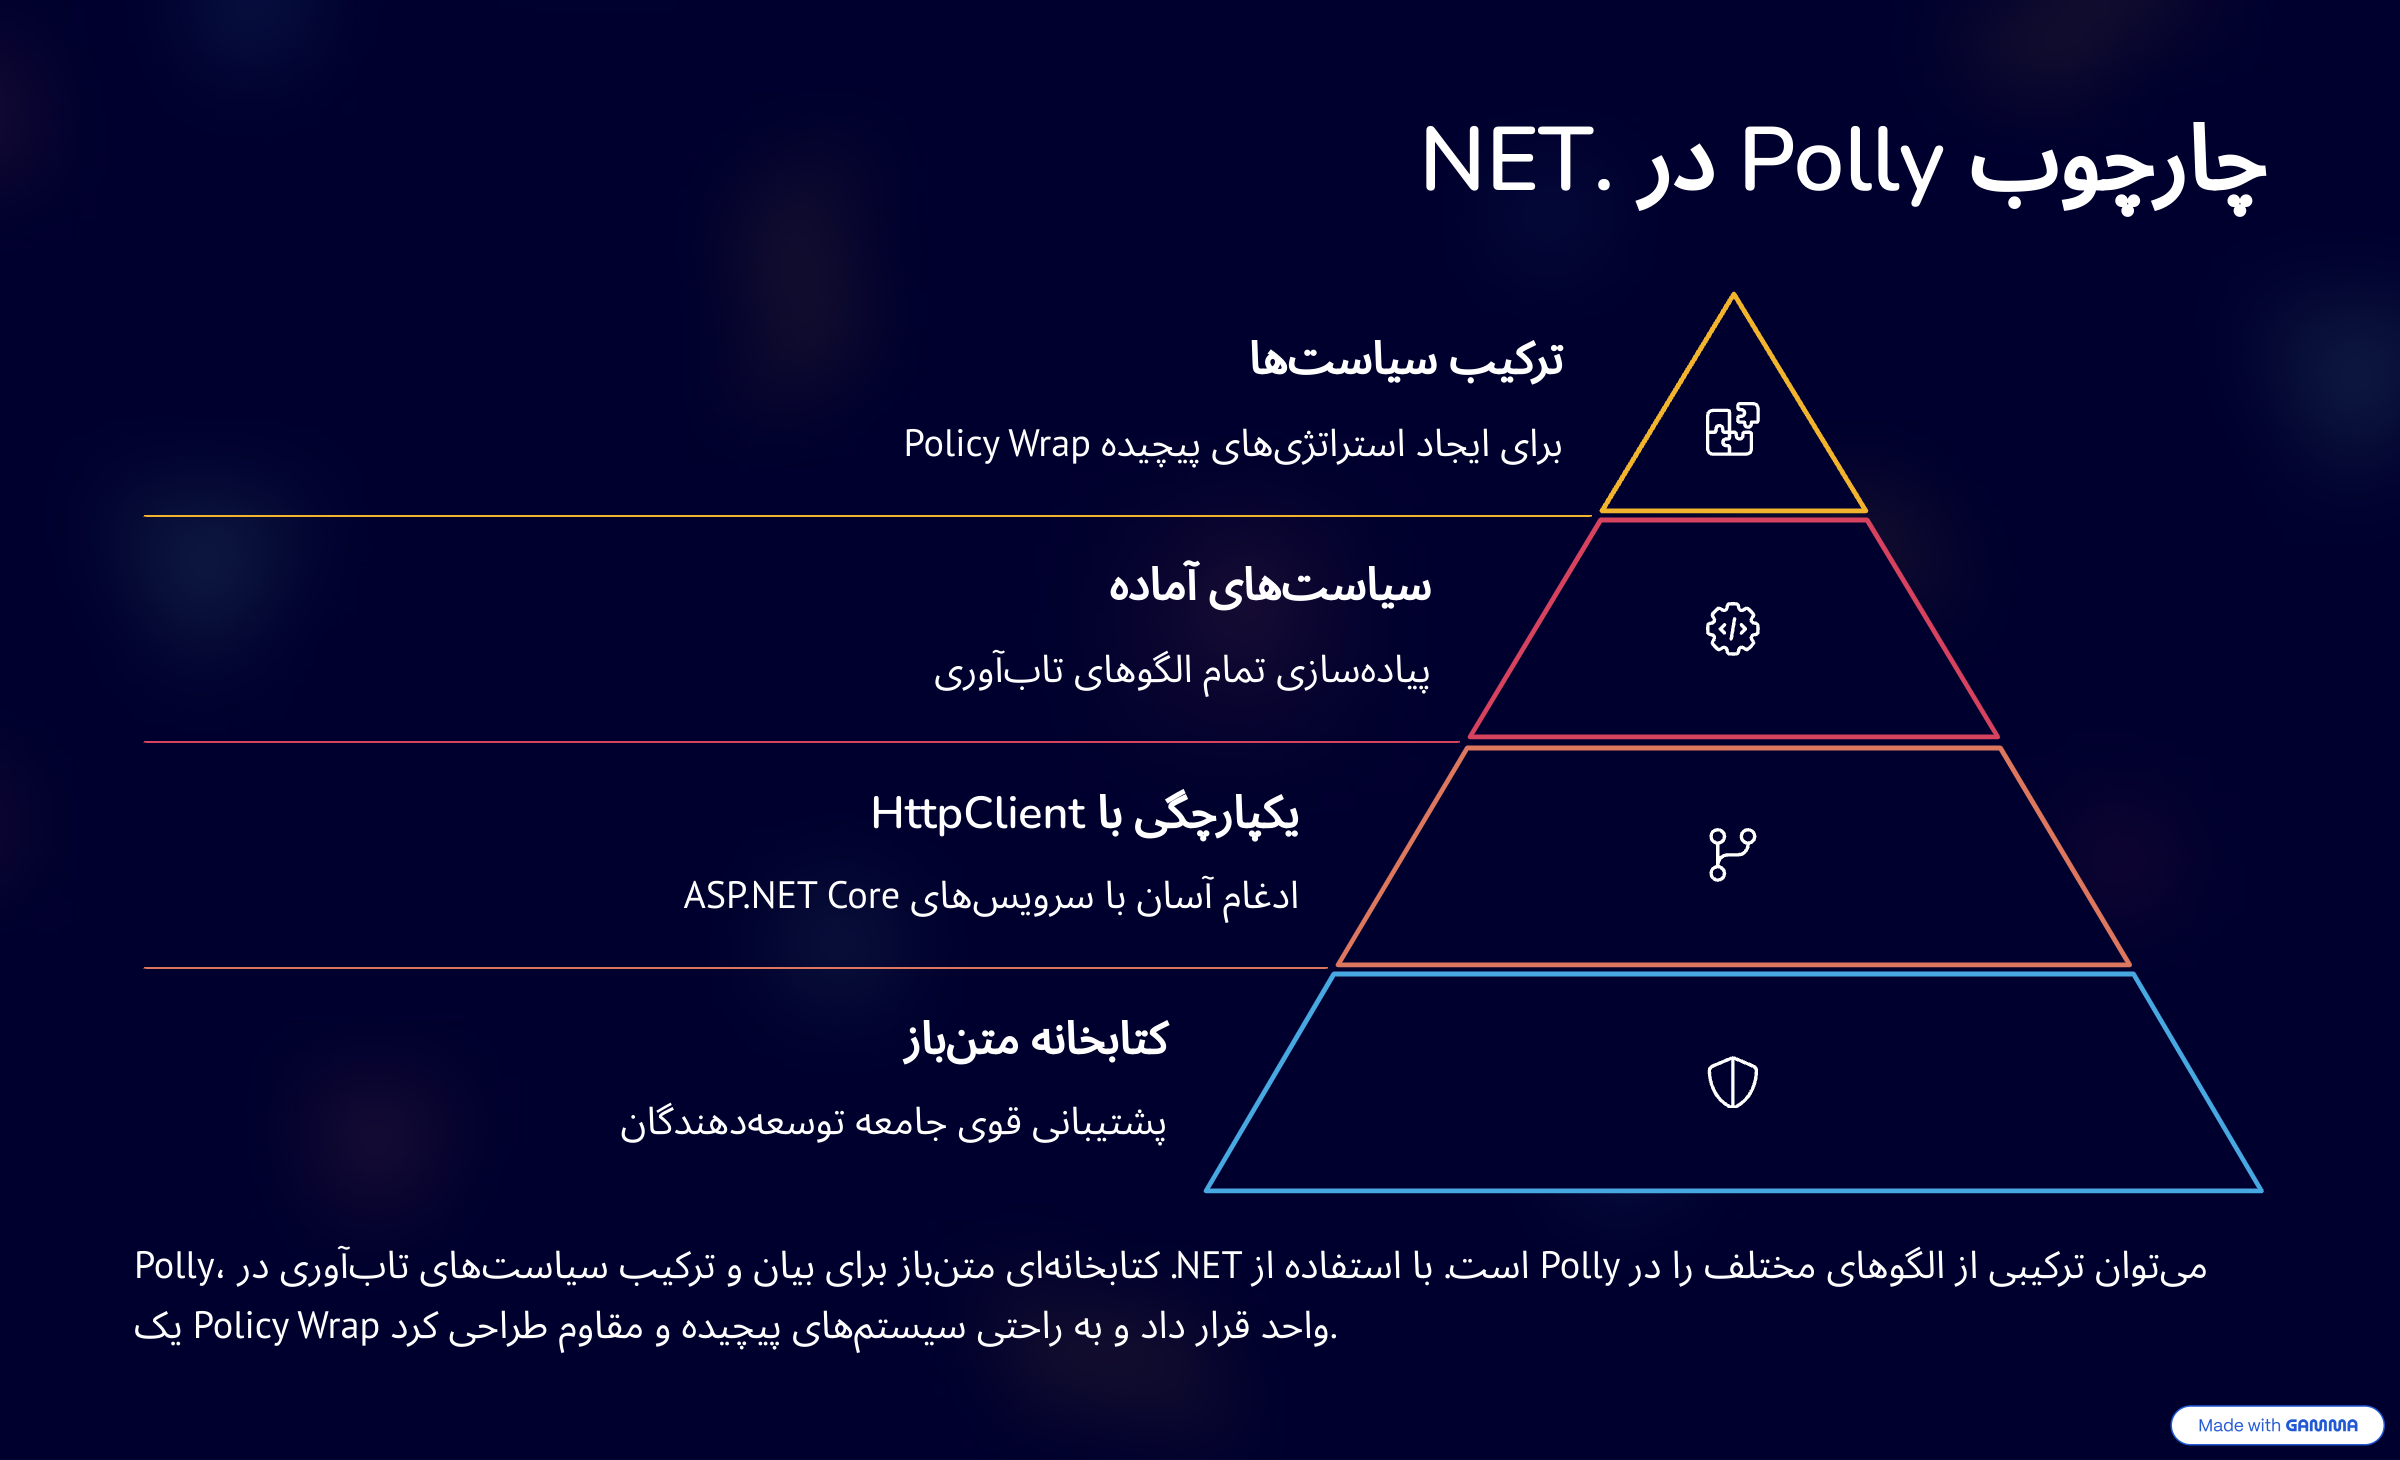 چارچوب Polly در .NET
ترکیب سیاست‌ها
برای ایجاد استراتژی‌های پیچیده Policy Wrap
سیاست‌های آماده
پیاده‌سازی تمام الگوهای تاب‌آوری
یکپارچگی با HttpClient
ادغام آسان با سرویس‌های ASP.NET Core
کتابخانه متن‌باز
پشتیبانی قوی جامعه توسعه‌دهندگان
Polly، کتابخانه‌ای متن‌باز برای بیان و ترکیب سیاست‌های تاب‌آوری در .NET است. با استفاده از Polly می‌توان ترکیبی از الگوهای مختلف را در
یک Policy Wrap واحد قرار داد و به راحتی سیستم‌های پیچیده و مقاوم طراحی کرد.
Made with GAMMA